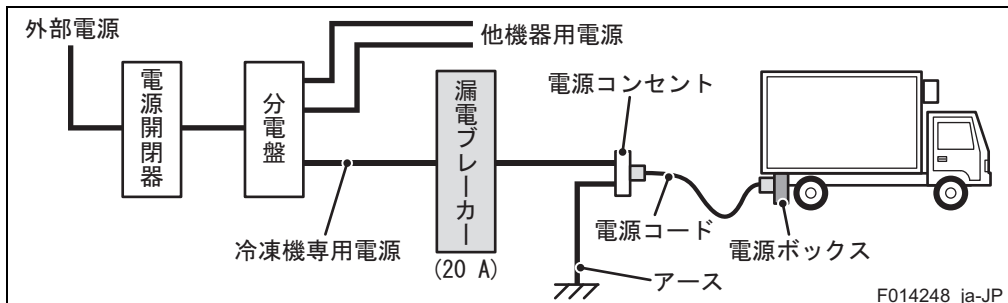 外部電源
他機器用電源
電源開閉器
分電盤
漏電ブレーカー
(20 A)
冷凍機専用電源
電源コンセント
電源コード
アース
電源ボックス
F014248_ja-JP